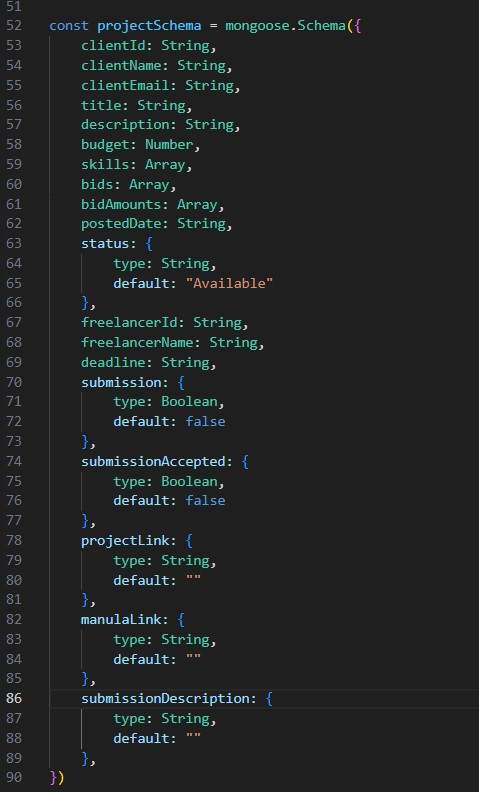 51
52 const projectSchema = mongoose.Schema({
53 clientId: String,
54 clientName: String,
55 clientEmail: String,
56 title: String,
57 description: String,
58 budget: Number,
59 skills: Array,
60 bids: Array,
61 bidAmounts: Array,
62 postedDate: String,
63 status: {
64 type: String,
65 default: "Available"
66 },
67 freelancerId: String,
68 freelancerName: String,
69 deadline: String,
70 submission: {
71 type: Boolean,
72 default: false
73 },
74 submissionAccepted: {
75 type: Boolean,
76 default: false
77 },
78 projectLink: {
79 type: String,
80 default: ""
81 },
82 manulaLink: {
83 type: String,
84 default: ""
85 },
86 submissionDescription: {
87 type: String,
88 default: ""
89 },
90 })